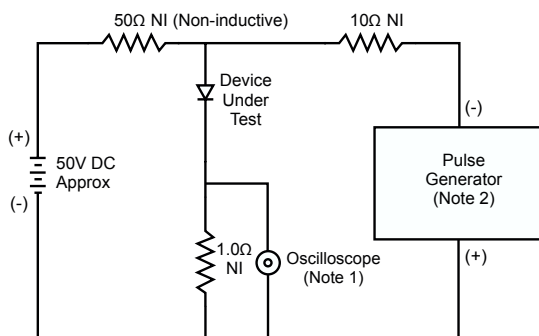 50Ω NI (Non-inductive)
10Ω NI
Device
Under
Test
(+)
50V DC
Approx
(-)
(-)
Pulse
Generator
(Note 2)
(+)
1.0Ω
NI
Oscilloscope
(Note 1)